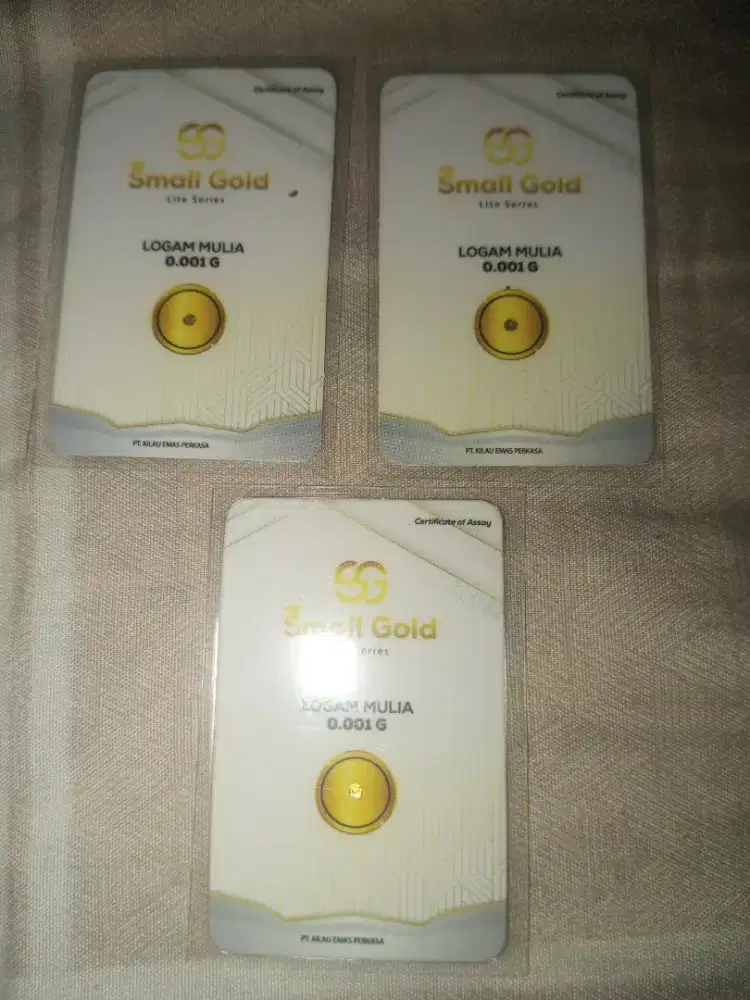 Certificate of Assay
SG
Small Gold
Lite Series
LOGAM MULIA
0.001 G
PT. KILAU EMAS PERKASA
Certificate of Assay
SG
Small Gold
Lite Series
LOGAM MULIA
0.001 G
PT. KILAU EMAS PERKASA
Certificate of Assay
SG
Small Gold
Series
LOGAM MULIA
0.001 G
PT. KILAU EMAS PERKASA